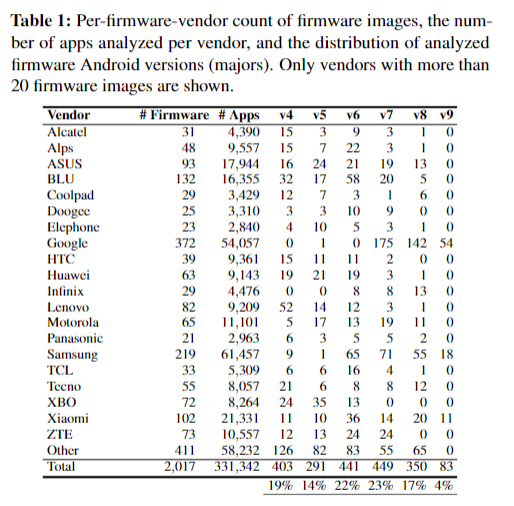 Table 1: Per-firmware-vendor count of firmware images, the num-
ber of apps analyzed per vendor, and the distribution of analyzed
firmware Android versions (majors). Only vendors with more than
20 firmware images are shown.
Vendor # Firmware # Apps v4 v5 v6 v7 v8 v9
Alcatel 31 4,390 15 3 9 3 1 0
Alps 48 9,557 15 7 22 3 1 0
ASUS 93 17,944 16 24 21 19 13 0
BLU 132 16,355 32 17 58 20 5 0
Coolpad 29 3,429 12 7 3 1 6 0
Doogee 25 3,310 3 3 10 9 0 0
Elephone 23 2,840 4 10 5 3 1 0
Google 372 54,057 0 1 0 175 142 54
HTC 39 9,361 15 11 11 2 0 0
Huawei 63 9,143 19 21 19 3 1 0
Infinix 29 4,476 0 0 8 8 13 0
Lenovo 82 9,209 52 14 12 3 1 0
Motorola 65 11,101 5 17 13 19 11 0
Panasonic 21 2,963 6 3 5 5 2 0
Samsung 219 61,457 9 1 65 71 55 18
TCL 33 5,309 6 6 16 4 1 0
Tecno 55 8,057 21 6 8 8 12 0
XBO 72 8,264 24 35 13 0 0 0
Xiaomi 102 21,331 11 10 36 14 20 11
ZTE 73 10,557 12 13 24 24 0 0
Other 411 58,232 126 82 83 55 65 0
Total 2,017 331,342 403 291 441 449 350 83
19% 14% 22% 23% 17% 4%